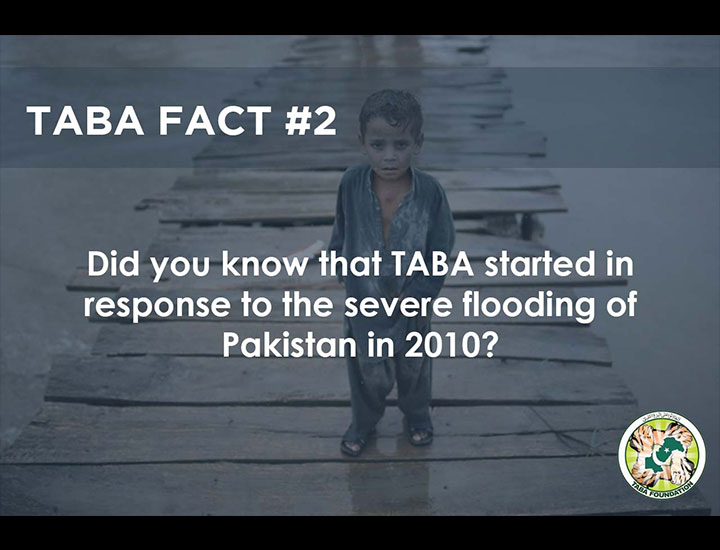 TABA FACT #2
Did you know that TABA started in
response to the severe flooding of
Pakistan in 2010?
TABA FOUNDATION